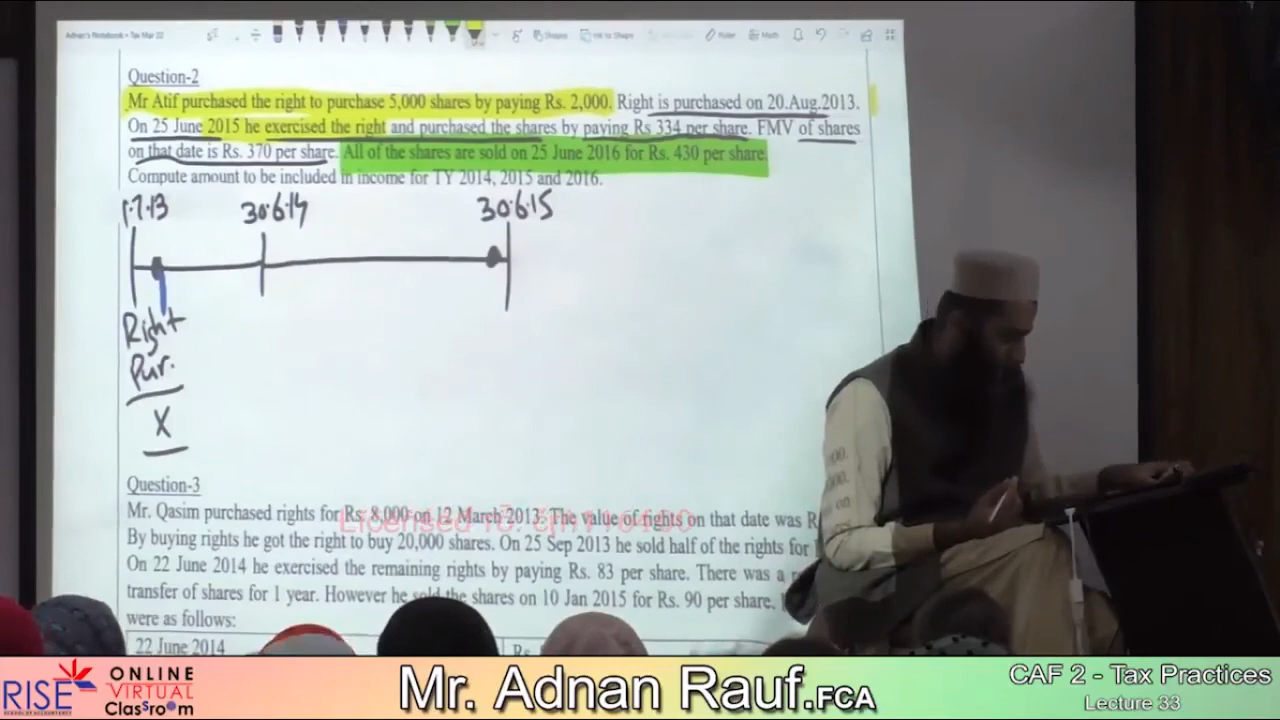 Adnan's Notebook • Tax Mar 22
Shapes
Ink to Shape
Ruler
Math
Question-2
Mr Atif purchased the right to purchase 5,000 shares by paying Rs. 2,000. Right is purchased on 20.Aug.2013.
On 25 June 2015 he exercised the right and purchased the shares by paying Rs 334 per share. FMV of shares
on that date is Rs. 370 per share. All of the shares are sold on 25 June 2016 for Rs. 430 per share.
Compute amount to be included in income for TY 2014, 2015 and 2016.
1.7.13 30.6.14 30.6.15
Right
Pur.
X
Question-3
Mr. Qasim purchased rights for Rs. 8,000 on 12 March 2013. The value of rights on that date was R
By buying rights he got the right to buy 20,000 shares. On 25 Sep 2013 he sold half of the rights for
On 22 June 2014 he exercised the remaining rights by paying Rs. 83 per share. There was a
transfer of shares for 1 year. However he sold the shares on 10 Jan 2015 for Rs. 90 per share.
were as follows:
22 June 2014 Rs.
RISE
ONLINE
VIRTUAL
Classroom
Mr. Adnan Rauf.FCA
CAF 2 - Tax Practices
Lecture 33